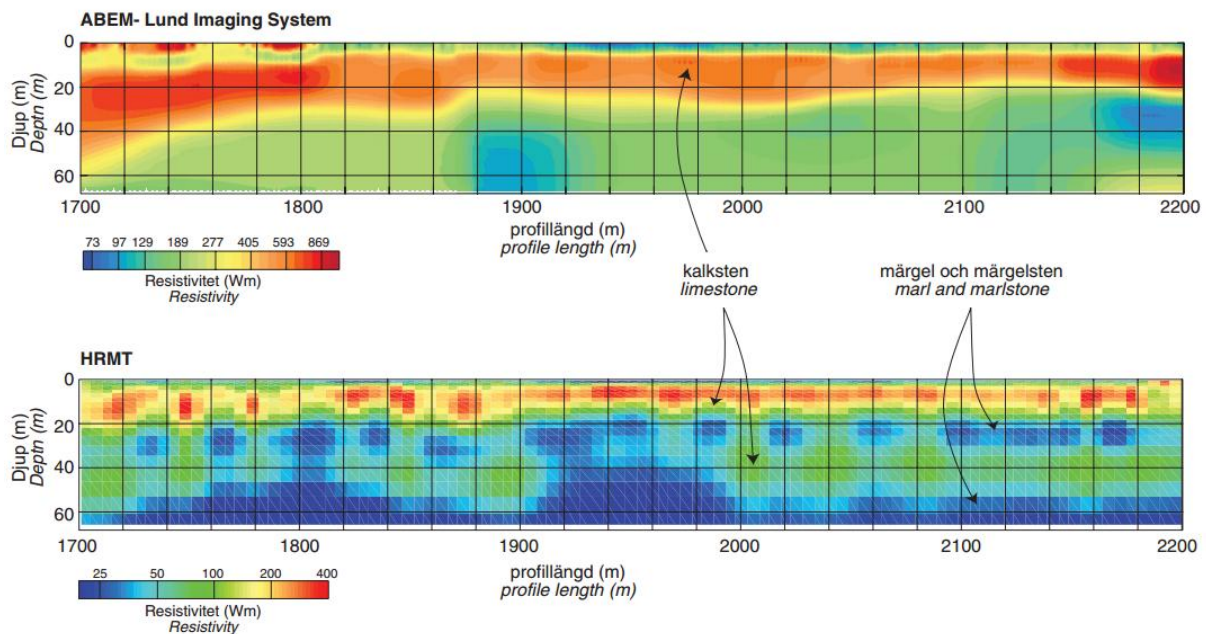 ABEM- Lund Imaging System
Djup (m)
Deptn (m)
0
20
40
60
1700
1800
1900
2000
2100
2200
profillängd (m)
profile length (m)
73 97 129 189 277 405 593 869
Resistivitet (Wm)
Resistivity
kalksten
limestone
märgel och märgelsten
marl and marlstone
HRMT
Djup (m)
Deptn (m)
0
20
40
60
1700
1800
1900
2000
2100
2200
profillängd (m)
profile length (m)
25 50 100 200 400
Resistivitet (Wm)
Resistivity